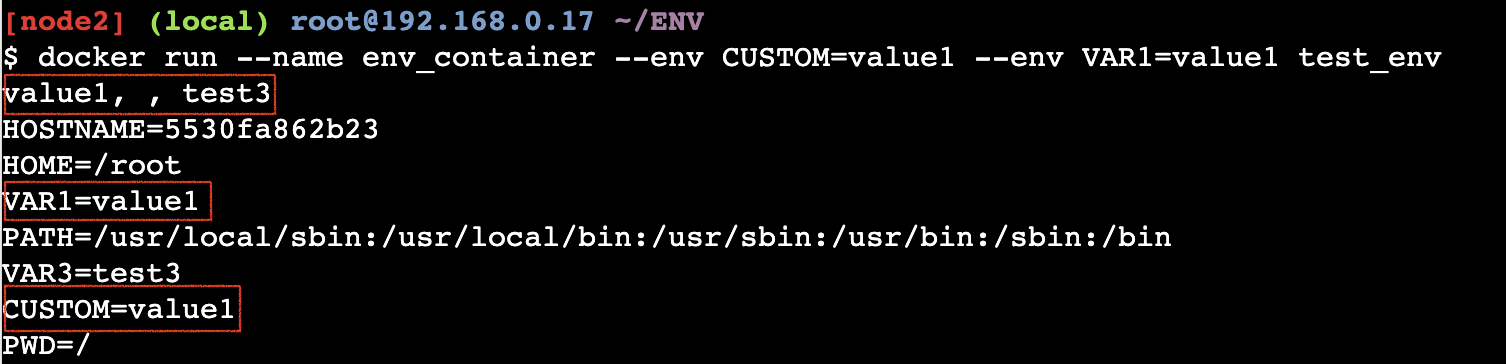 [node2] (local) root@192.168.0.17 ~/ENV
$ docker run --name env_container --env CUSTOM=value1 --env VAR1=value1 test_env
value1, , test3
HOSTNAME=5530fa862b23
HOME=/root
VAR1=value1
PATH=/usr/local/sbin:/usr/local/bin:/usr/sbin:/usr/bin:/sbin:/bin
VAR3=test3
CUSTOM=value1
PWD=/